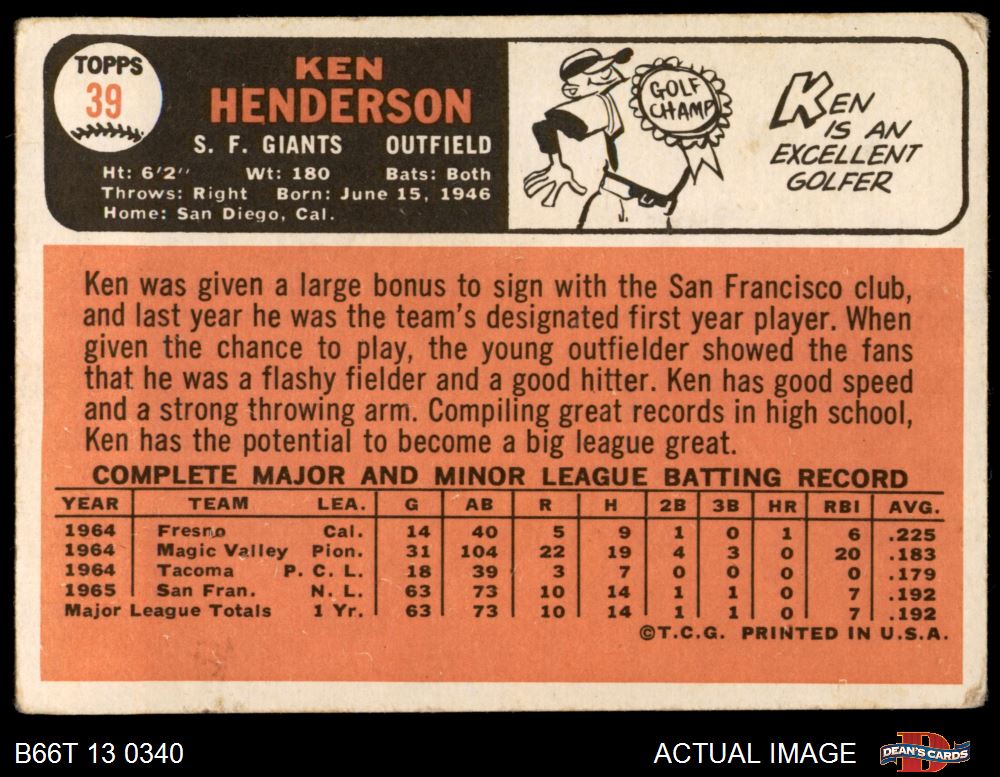 TOPPS
39
KEN
HENDERSON
S. F. GIANTS OUTFIELD
Ht: 6'2" Wt: 180 Bats: Both
Throws: Right Born: June 15, 1946
Home: San Diego, Cal.
GOLF
CHAMP
KEN
IS AN
EXCELLENT
GOLFER
Ken was given a large bonus to sign with the San Francisco club,
and last year he was the team's designated first year player. When
given the chance to play, the young outfielder showed the fans
that he was a flashy fielder and a good hitter. Ken has good speed
and a strong throwing arm. Compiling great records in high school,
Ken has the potential to become a big league great.
COMPLETE MAJOR AND MINOR LEAGUE BATTING RECORD
YEAR TEAM LEA. G AB R H 2B 3B HR RBI AVG.
1964 Fresno Cal. 14 40 5 9 1 0 1 6 .225
1964 Magic Valley Pion. 31 104 22 19 4 3 0 20 .183
1964 Tacoma P. C. L. 18 39 3 7 0 0 0 0 .179
1965 San Fran. N. L. 63 73 10 14 1 1 0 7 .192
Major League Totals 1 Yr. 63 73 10 14 1 1 0 7 .192
©T.C.G. PRINTED IN U.S.A.
B66T 13 0340
ACTUAL IMAGE
D
DEAN'S CARDS